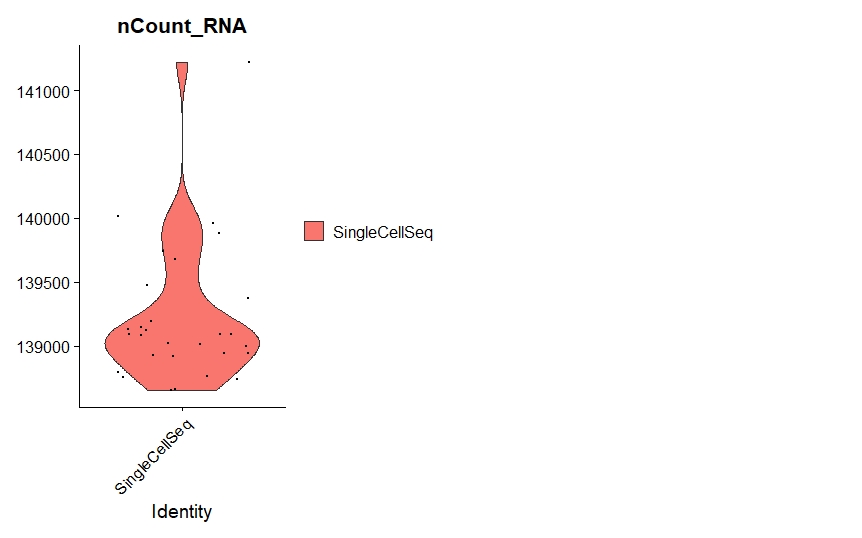 nCount_RNA
141000
140500
140000
139500
139000
SingleCellSeq
SingleCellSeq
Identity